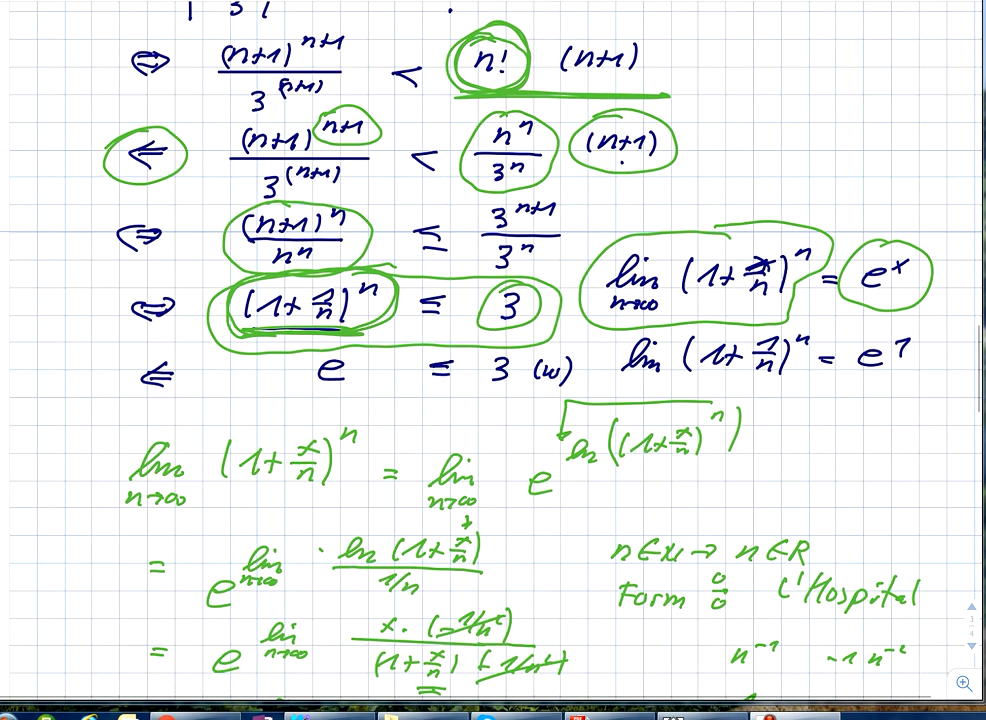 ⇔ (n+1)^(n+1) / 3^(n+1) < n! (n+1)
⇐ (n+1)^(n+1) / 3^(n+1) < n^n / 3^n (n+1)
⇔ (n+1)^n / n^n ≤ 3^(n+1) / 3^n
⇔ (1+1/n)^n ≤ 3
lim n→∞ (1+x/n)^n = e^x
⇐ e ≤ 3 (w)
lim (1+1/n)^n = e^1
lim n→∞ (1+x/n)^n = lim n→∞ e^ln((1+x/n)^n)
= e^lim n→∞ · ln(1+x/n) / 1/n
n∈N → n∈R
Form 0/0 L'Hospital
= e^lim n→∞ x·(-1/n²) / (1+x/n) (-1/n²)
n^-1 -1 n^-2